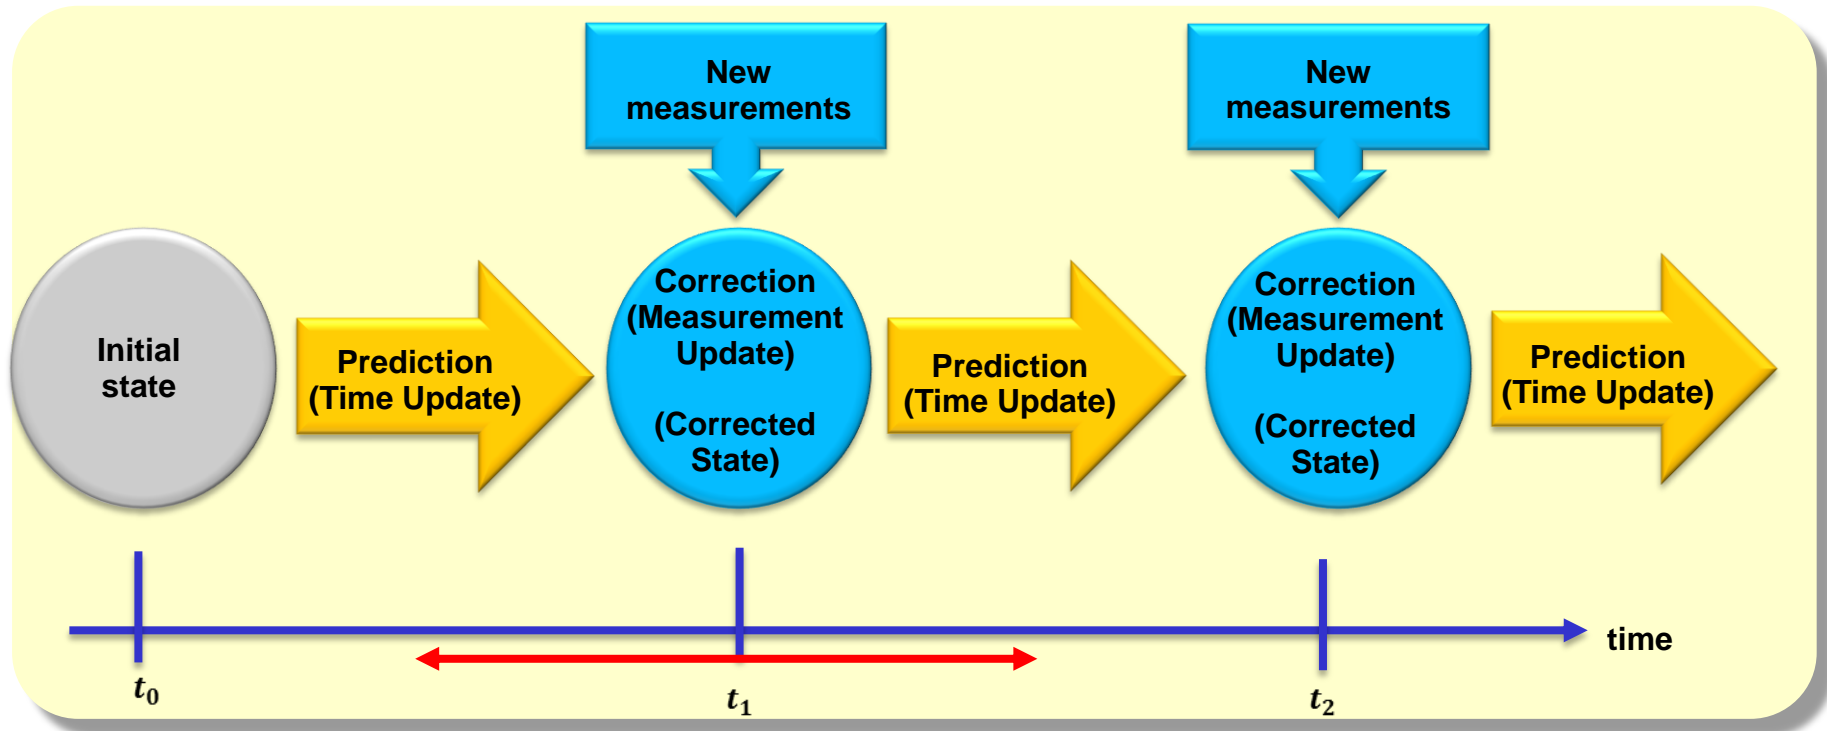 New
measurements
New
measurements
Initial
state
Prediction
(Time Update)
Correction
(Measurement
Update)
(Corrected
State)
Prediction
(Time Update)
Correction
(Measurement
Update)
(Corrected
State)
Prediction
(Time Update)
time
t₀
t₁
t₂